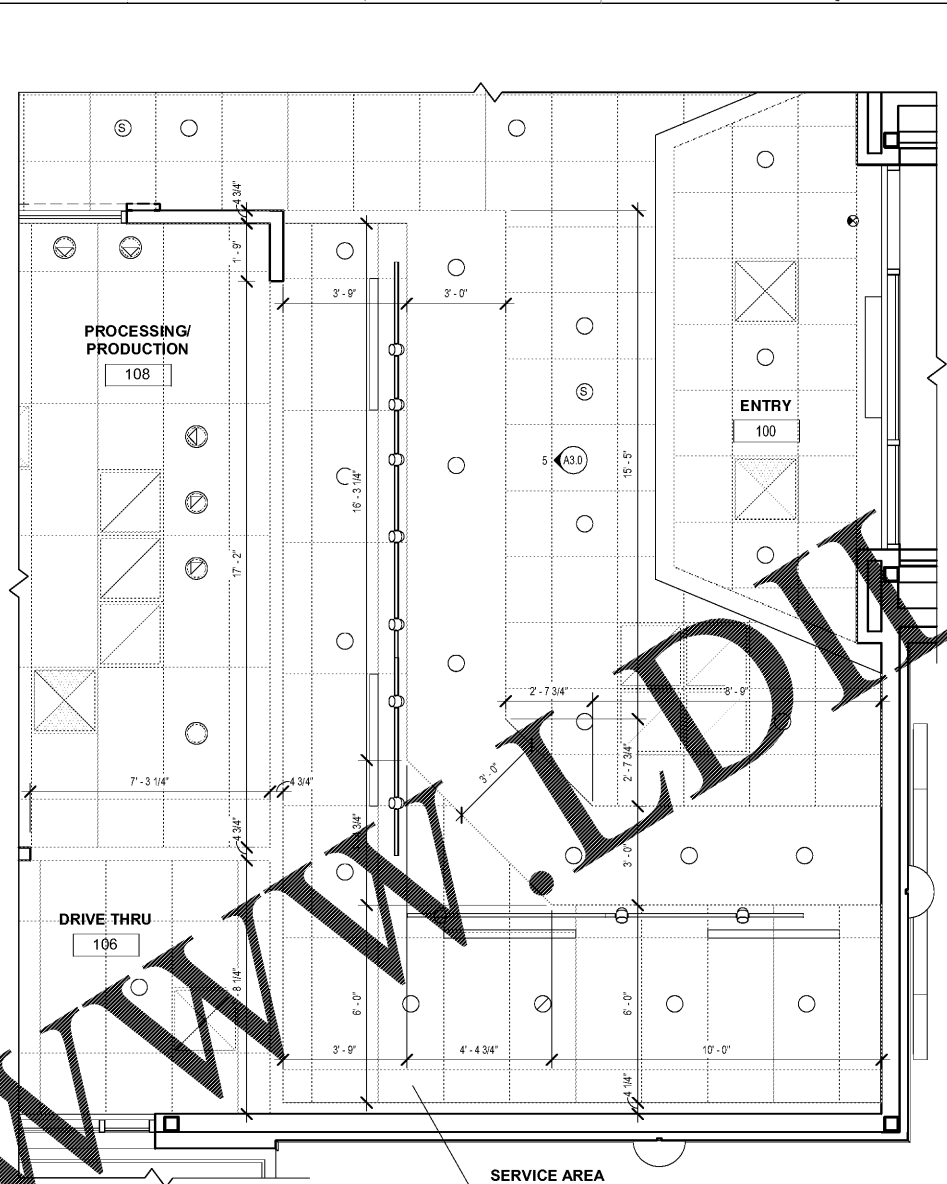 S
4 3/4"
1' - 9"
3' - 9"
3' - 0"
PROCESSING/
PRODUCTION
108
S
ENTRY
100
5
A3.0
15' - 5"
16' - 3 1/4"
17' - 2"
2' - 7 3/4"
8' - 9"
3' - 0"
2' - 7 3/4"
7' - 3 1/4"
4 3/4"
4 3/4"
3' - 0"
DRIVE THRU
106
8 1/4"
6' - 0"
6' - 0"
3' - 9"
4' - 4 3/4"
10' - 0"
4 1/4"
SERVICE AREA
WWW.LDI